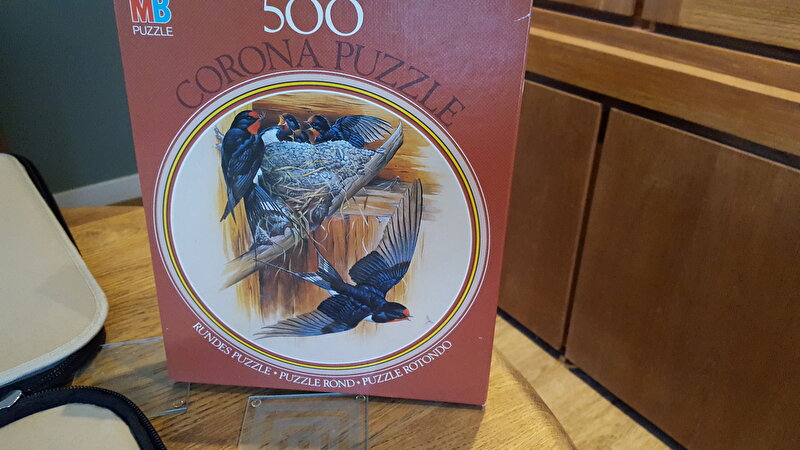 MB
PUZZLE
500
CORONA PUZZLE
RUNDES PUZZLE • PUZZLE ROND • PUZZLE ROTONDO